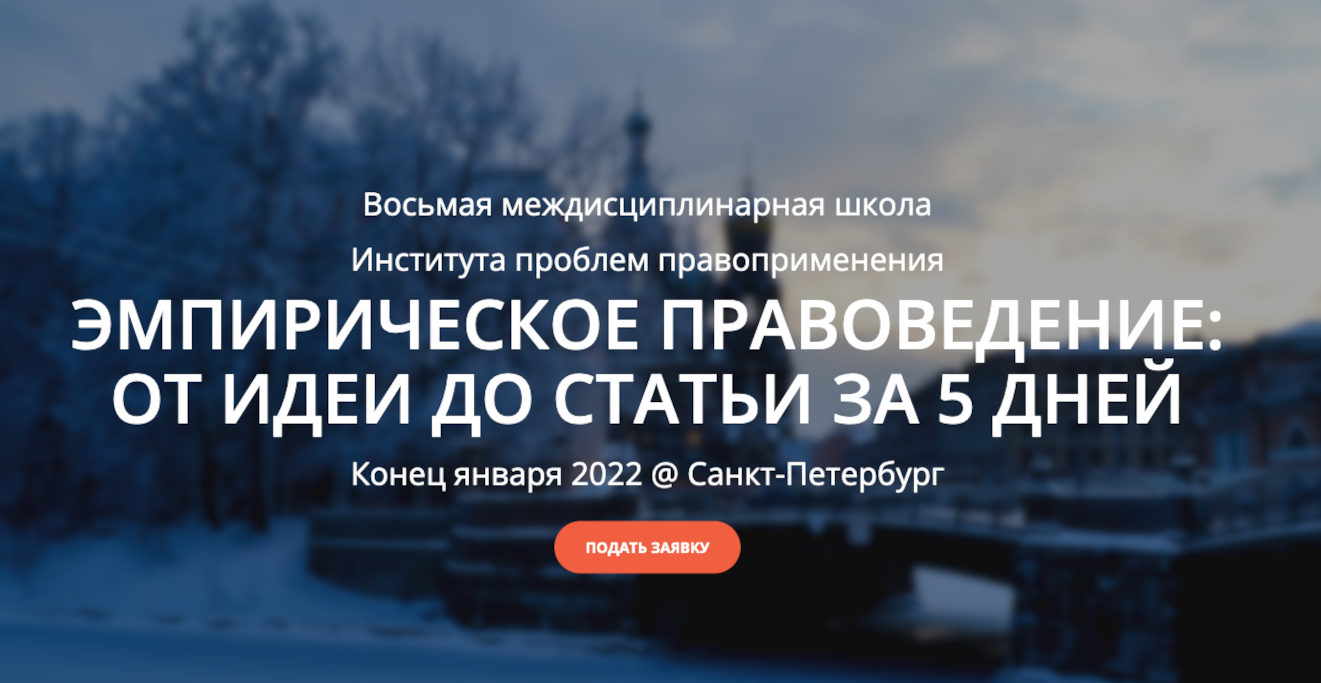 Восьмая междисциплинарная школа
Института проблем правоприменения
ЭМПИРИЧЕСКОЕ ПРАВОВЕДЕНИЕ:
ОТ ИДЕИ ДО СТАТЬИ ЗА 5 ДНЕЙ
Конец января 2022 @ Санкт-Петербург
ПОДАТЬ ЗАЯВКУ